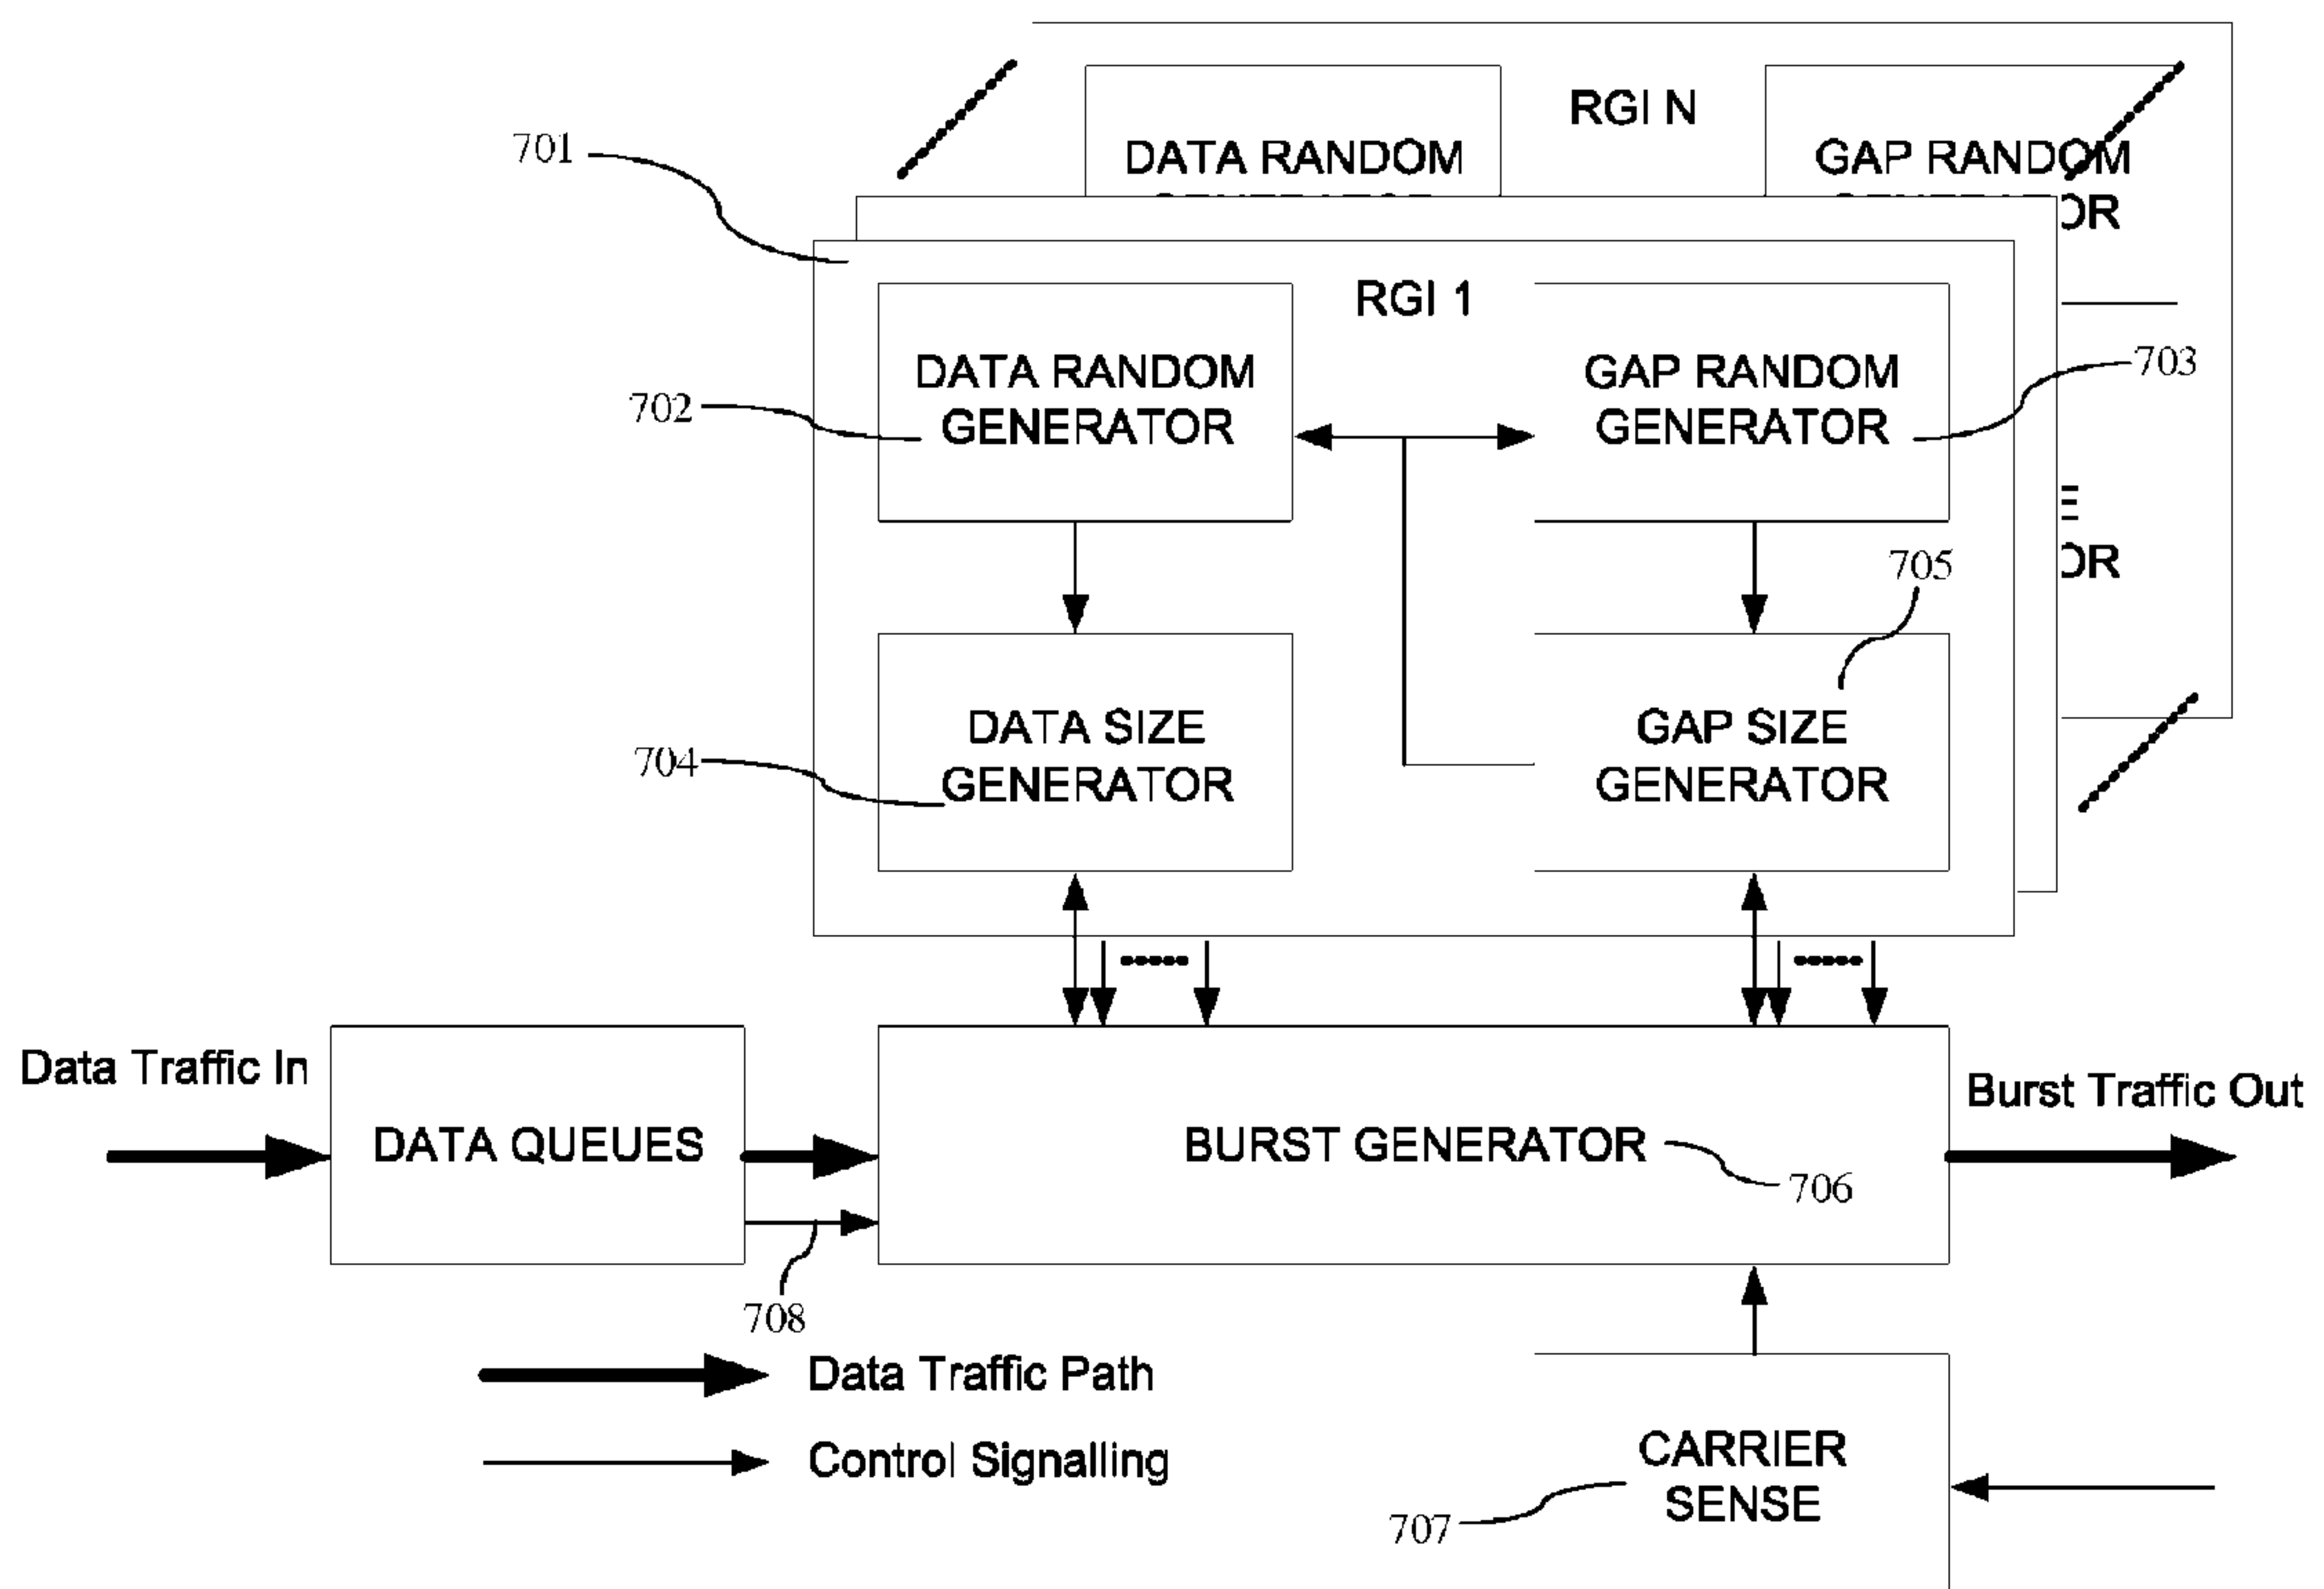 RGI N
DATA RANDOM
GAP RANDOM
701
RGI 1
DATA RANDOM
GENERATOR
GAP RANDOM
GENERATOR
702
703
705
DATA SIZE
GENERATOR
GAP SIZE
GENERATOR
704
Data Traffic In
DATA QUEUES
BURST GENERATOR
Burst Traffic Out
706
708
Data Traffic Path
Control Signalling
CARRIER
SENSE
707